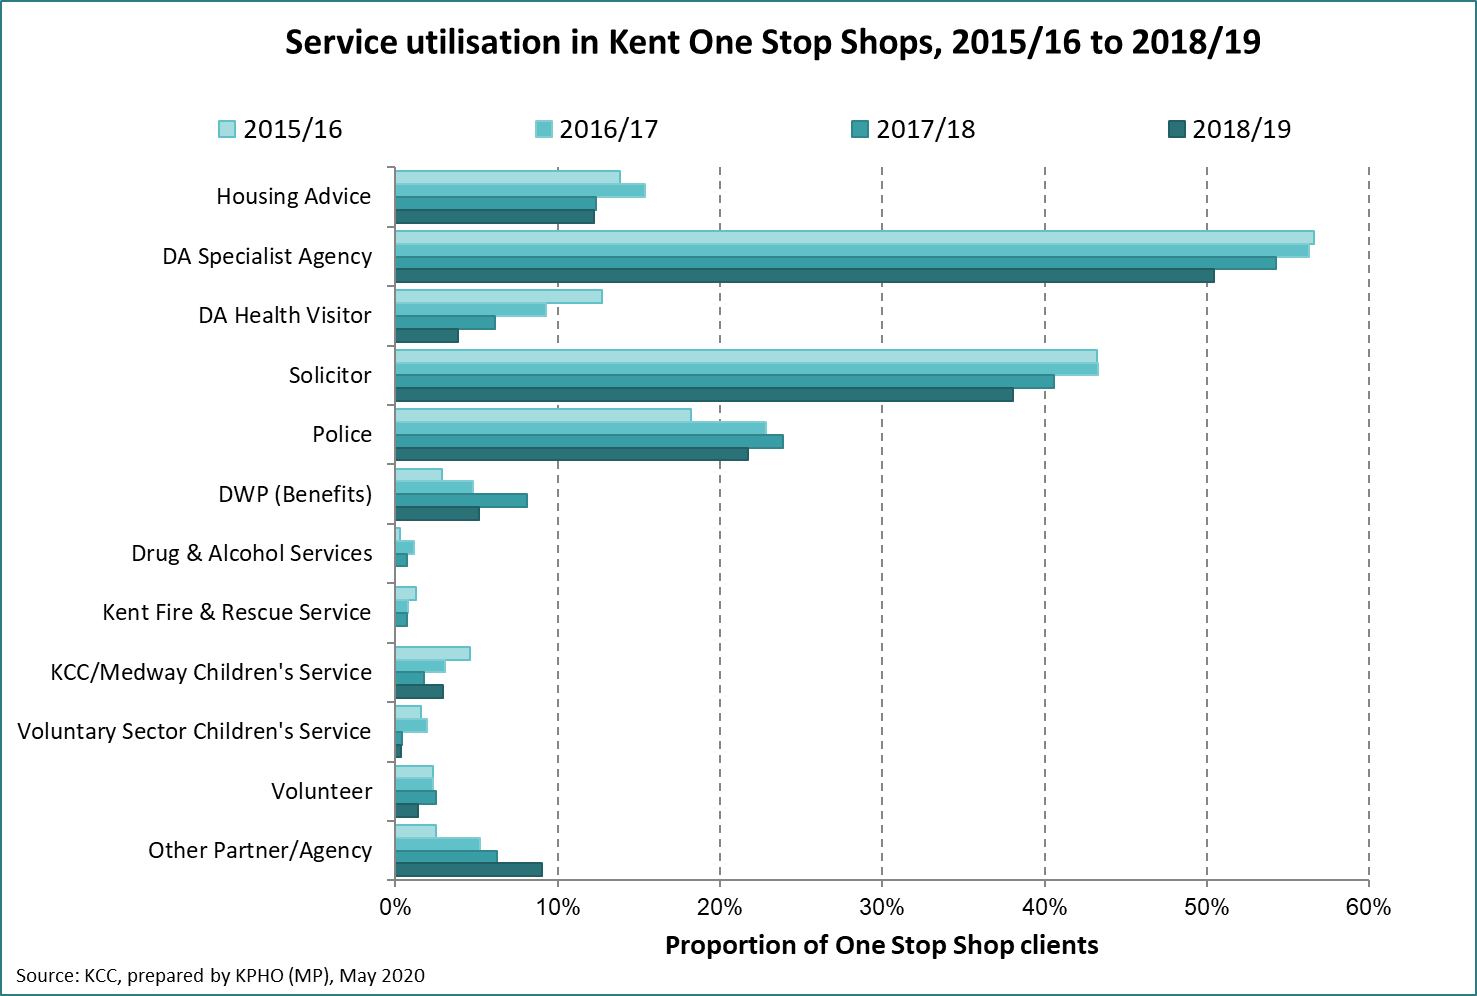 Service utilisation in Kent One Stop Shops, 2015/16 to 2018/19
2015/16 2016/17 2017/18 2018/19
Housing Advice
DA Specialist Agency
DA Health Visitor
Solicitor
Police
DWP (Benefits)
Drug & Alcohol Services
Kent Fire & Rescue Service
KCC/Medway Children's Service
Voluntary Sector Children's Service
Volunteer
Other Partner/Agency
0% 10% 20% 30% 40% 50% 60%
Proportion of One Stop Shop clients
Source: KCC, prepared by KPHO (MP), May 2020